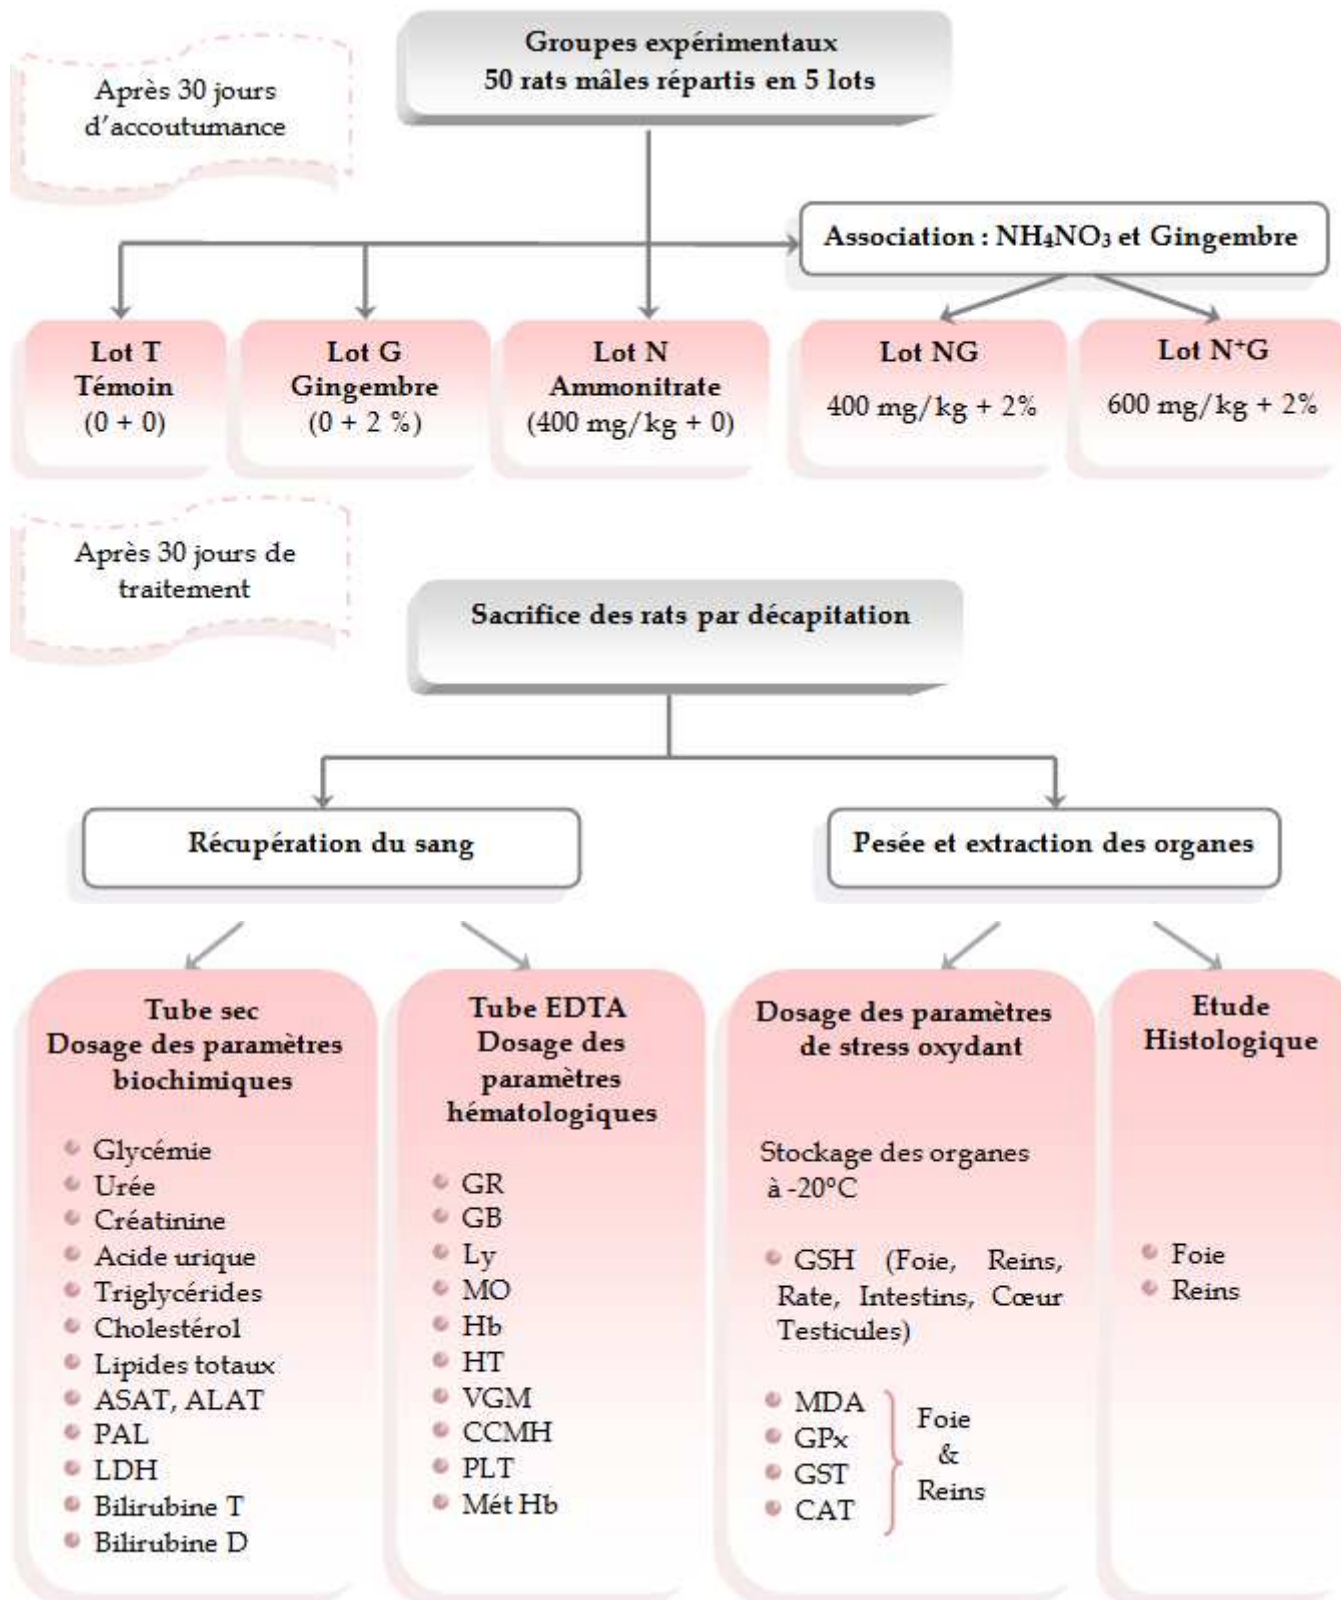 Groupes expérimentaux
50 rats mâles répartis en 5 lots
Après 30 jours
d'accoutumance
Association : NH₄NO₃ et Gingembre
Lot T
Témoin
(0 + 0)
Lot G
Gingembre
(0 + 2 %)
Lot N
Ammonitrate
(400 mg/kg + 0)
Lot NG
400 mg/kg + 2%
Lot N⁺G
600 mg/kg + 2%
Après 30 jours de
traitement
Sacrifice des rats par décapitation
Récupération du sang
Pesée et extraction des organes
Tube sec
Dosage des paramètres
biochimiques
Glycémie
Urée
Créatinine
Acide urique
Triglycérides
Cholestérol
Lipides totaux
ASAT, ALAT
PAL
LDH
Bilirubine T
Bilirubine D
Tube EDTA
Dosage des
paramètres
hématologiques
GR
GB
Ly
MO
Hb
HT
VGM
CCMH
PLT
Mét Hb
Dosage des paramètres
de stress oxydant
Stockage des organes
à -20°C
GSH (Foie, Reins,
Rate, Intestins, Cœur
Testicules)
MDA
GPx
GST
CAT
Foie
&
Reins
Etude
Histologique
Foie
Reins